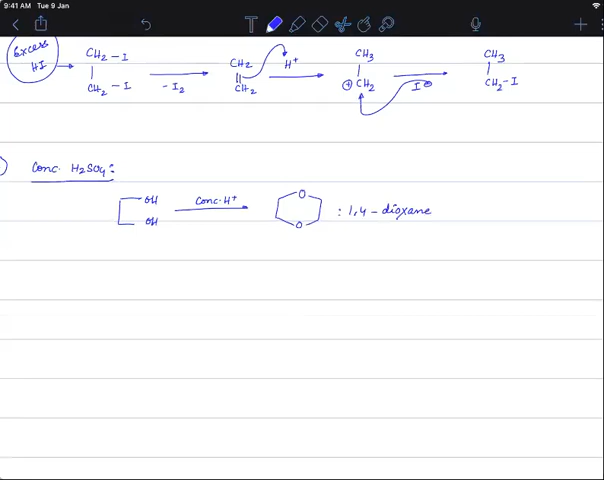 9:41 AM Tue 9 Jan
Excess
HI
CH2 - I
CH2 - I
- I2
CH2
CH2
H+
CH3
+ CH2
I ⊖
CH3
CH2 - I
Conc. H2SO4 :
OH
OH
Conc. H+
O
O
: 1,4 - dioxane